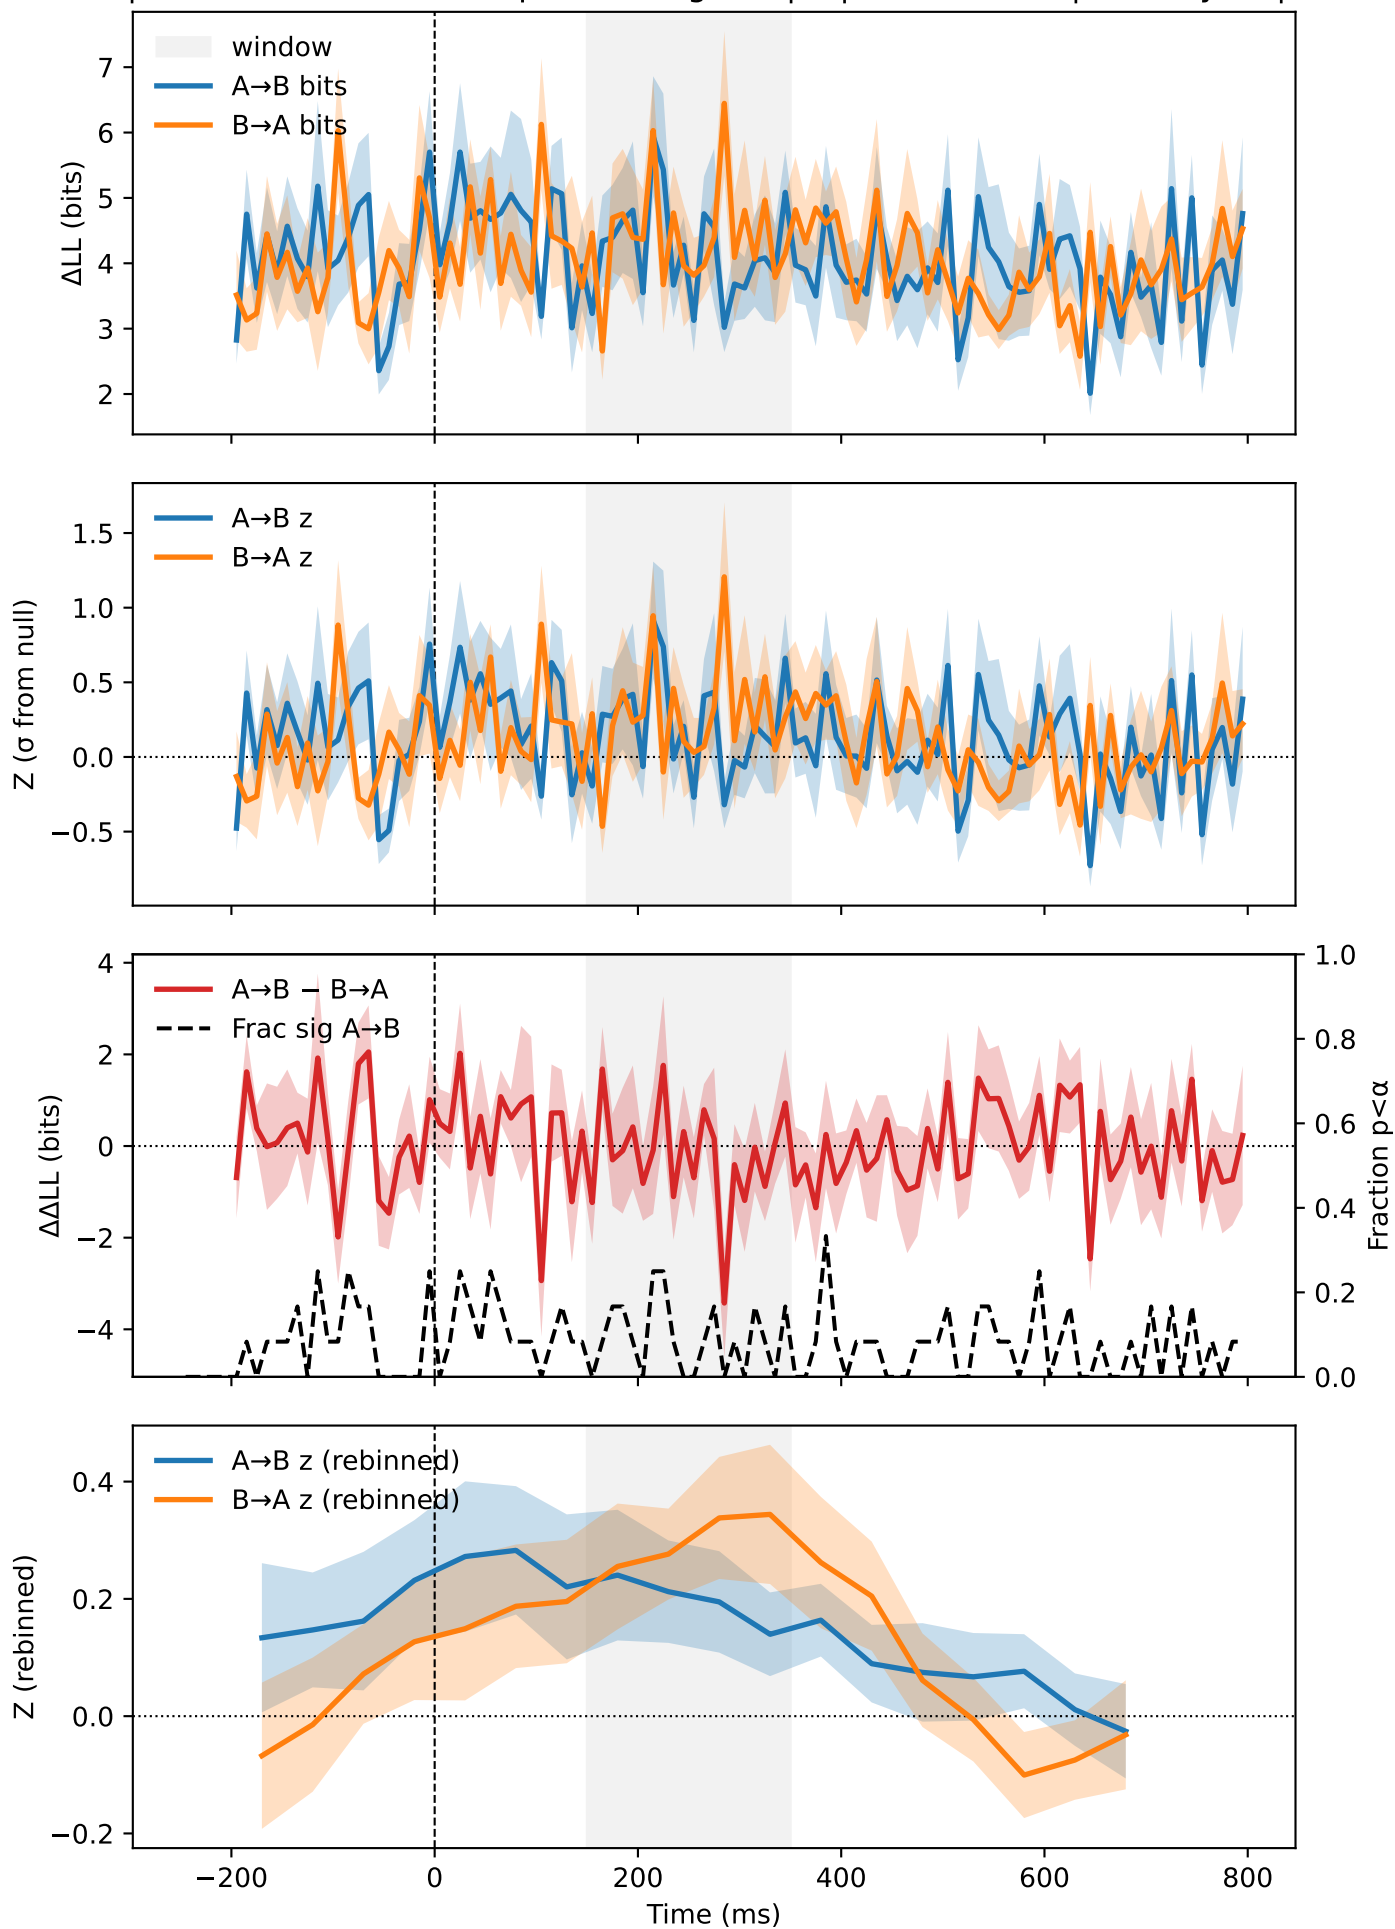 window
A→B bits
B→A bits
ΔLL (bits)
7
6
5
4
3
2
A→B z
B→A z
Z (σ from null)
1.5
1.0
0.5
0.0
−0.5
A→B − B→A
Frac sig A→B
ΔΔLL (bits)
4
2
0
−2
−4
1.0
0.8
0.6
0.4
0.2
0.0
Fraction p<α
A→B z (rebinned)
B→A z (rebinned)
Z (rebinned)
0.4
0.2
0.0
−0.2
−200
0
200
400
600
800
Time (ms)